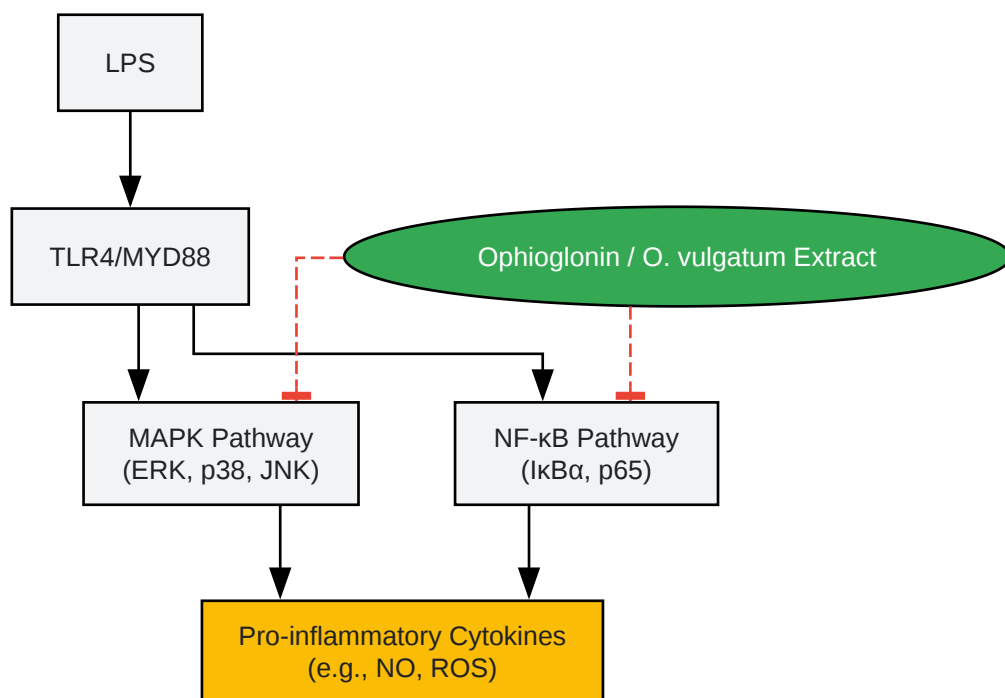 LPS
TLR4/MYD88
Ophioglonin / O. vulgatum Extract
MAPK Pathway
(ERK, p38, JNK)
NF-κB Pathway
(IκBα, p65)
Pro-inflammatory Cytokines
(e.g., NO, ROS)